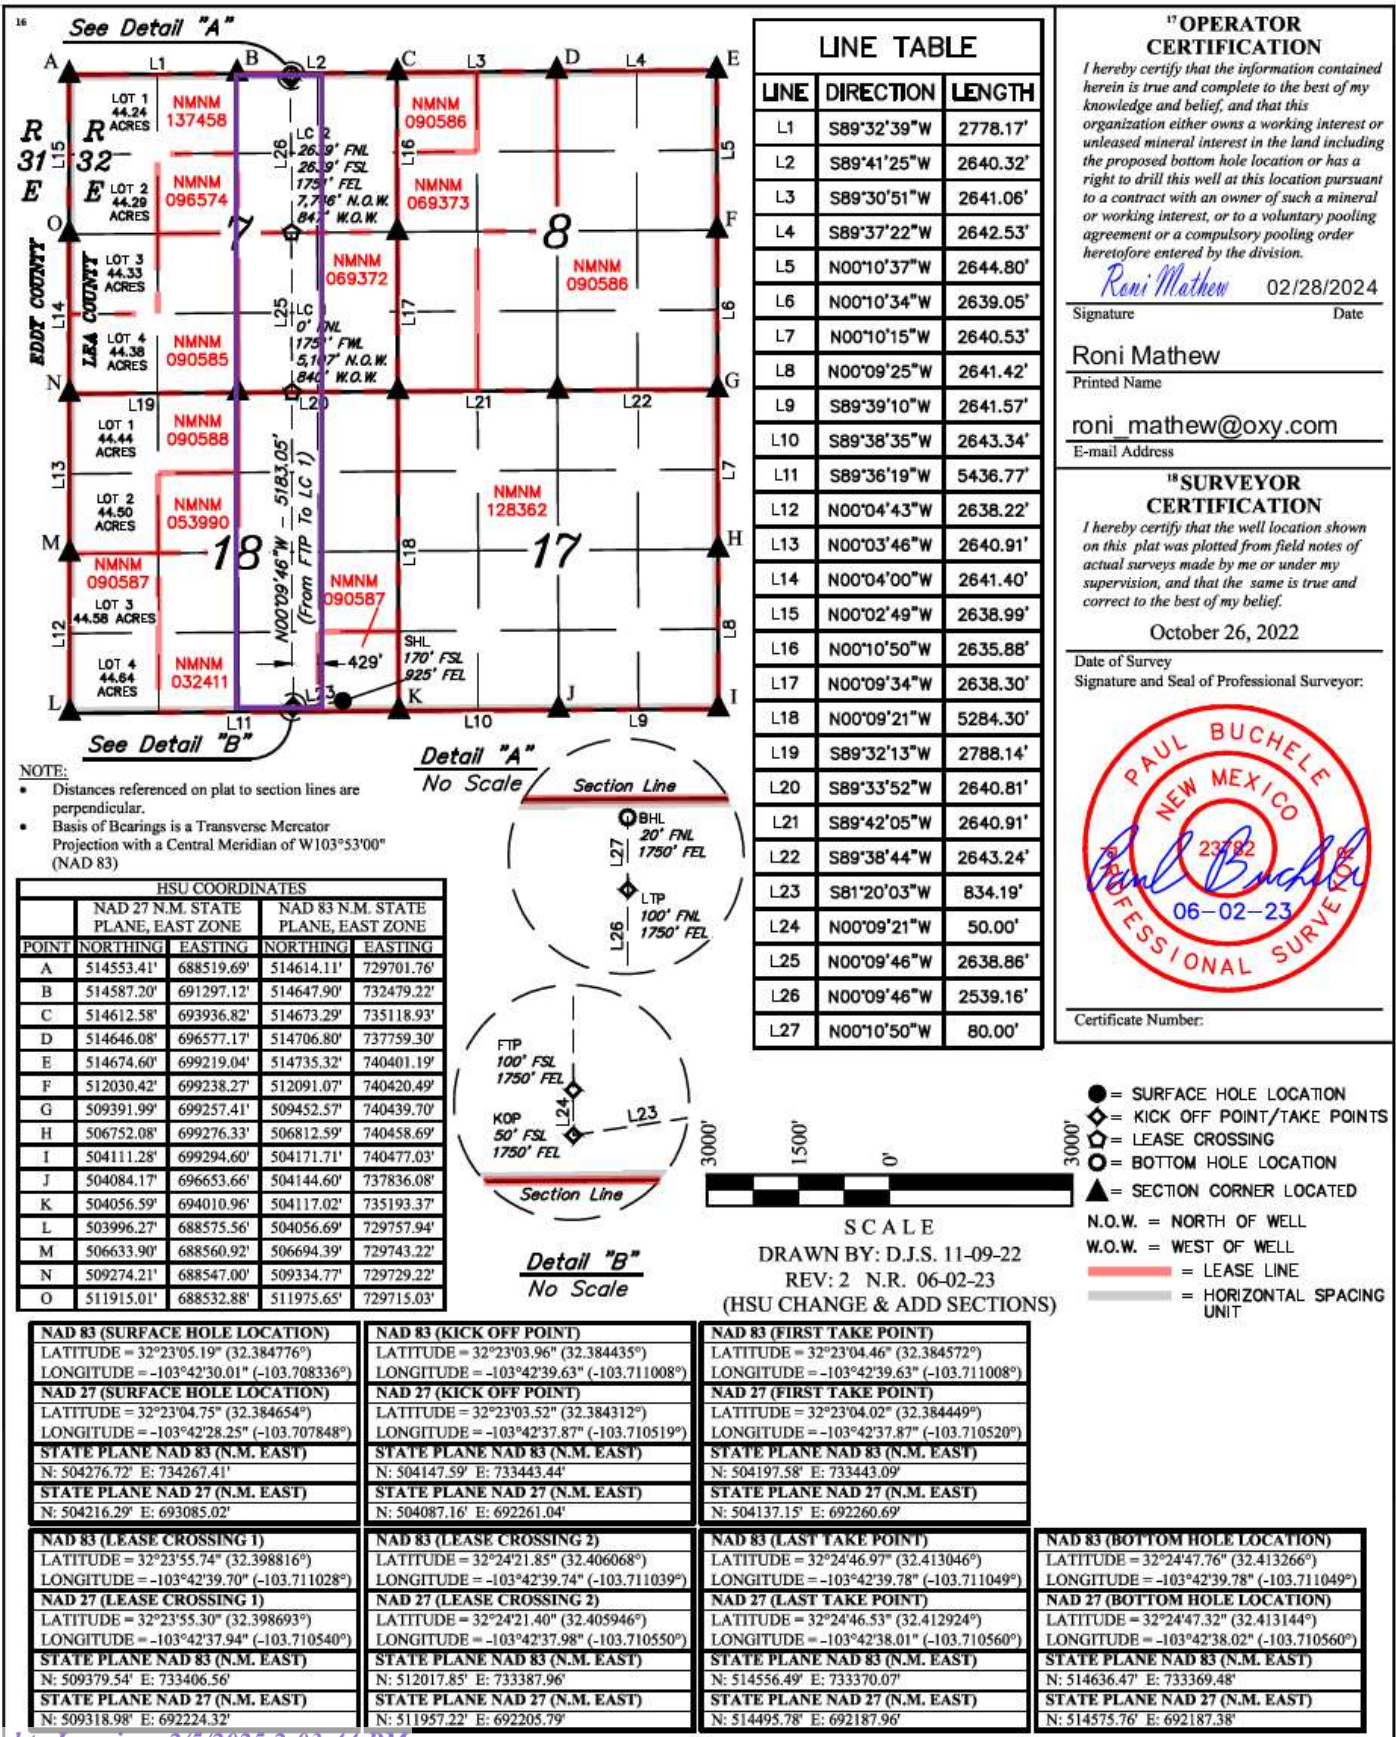 16
See Detail "A"
A
L1
B
L2
C
L3
D
L4
E
LOT 1
44.24
ACRES
NMNM
137458
NMNM
090586
R R
31 32
E E
L15
L26
LC 2
2639' FNL
2639' FSL
1751' FEL
7,746' N.O.W.
847' W.O.W.
L16
L5
LOT 2
44.29
ACRES
NMNM
096574
NMNM
069373
O
7
8
F
EDDY COUNTY
LEA COUNTY
LOT 3
44.33
ACRES
NMNM
069372
NMNM
090586
L14
L25
LC 1
0' FNL
1751' FWL
5,107' N.O.W.
840' W.O.W.
L17
L6
LOT 4
44.38
ACRES
NMNM
090585
N
L19
L20
L21
L22
G
LOT 1
44.44
ACRES
NMNM
090588
L13
N00°09'46"W – 5183.05'
(From FTP To LC 1)
L7
LOT 2
44.50
ACRES
NMNM
053990
NMNM
128362
M
18
L18
17
H
NMNM
090587
NMNM
090587
LOT 3
44.58 ACRES
L12
L8
SHL
170' FSL
925' FEL
429'
LOT 4
44.64
ACRES
NMNM
032411
L23
L
L11
K
L10
J
L9
I
See Detail "B"
LINE TABLE
LINE DIRECTION LENGTH
L1 S89°32'39"W 2778.17'
L2 S89°41'25"W 2640.32'
L3 S89°30'51"W 2641.06'
L4 S89°37'22"W 2642.53'
L5 N00°10'37"W 2644.80'
L6 N00°10'34"W 2639.05'
L7 N00°10'15"W 2640.53'
L8 N00°09'25"W 2641.42'
L9 S89°39'10"W 2641.57'
L10 S89°38'35"W 2643.34'
L11 S89°36'19"W 5436.77'
L12 N00°04'43"W 2638.22'
L13 N00°03'46"W 2640.91'
L14 N00°04'00"W 2641.40'
L15 N00°02'49"W 2638.99'
L16 N00°10'50"W 2635.88'
L17 N00°09'34"W 2638.30'
L18 N00°09'21"W 5284.30'
L19 S89°32'13"W 2788.14'
L20 S89°33'52"W 2640.81'
L21 S89°42'05"W 2640.91'
L22 S89°38'44"W 2643.24'
L23 S81°20'03"W 834.19'
L24 N00°09'21"W 50.00'
L25 N00°09'46"W 2638.86'
L26 N00°09'46"W 2539.16'
L27 N00°10'50"W 80.00'
17 OPERATOR
CERTIFICATION
I hereby certify that the information contained
herein is true and complete to the best of my
knowledge and belief, and that this
organization either owns a working interest or
unleased mineral interest in the land including
the proposed bottom hole location or has a
right to drill this well at this location pursuant
to a contract with an owner of such a mineral
or working interest, or to a voluntary pooling
agreement or a compulsory pooling order
heretofore entered by the division.
Roni Mathew 02/28/2024
Signature Date
Roni Mathew
Printed Name
roni_mathew@oxy.com
E-mail Address
18 SURVEYOR
CERTIFICATION
I hereby certify that the well location shown
on this plat was plotted from field notes of
actual surveys made by me or under my
supervision, and that the same is true and
correct to the best of my belief.
October 26, 2022
Date of Survey
Signature and Seal of Professional Surveyor:
PAUL BUCHELE
NEW MEXICO
23782
Paul Buchele
06-02-23
PROFESSIONAL SURVEYOR
Certificate Number:
NOTE:
• Distances referenced on plat to section lines are
perpendicular.
• Basis of Bearings is a Transverse Mercator
Projection with a Central Meridian of W103°53'00"
(NAD 83)
Detail "A"
No Scale
Section Line
BHL
20' FNL
1750' FEL
L27
LTP
100' FNL
1750' FEL
L26
HSU COORDINATES
NAD 27 N.M. STATE PLANE, EAST ZONE NAD 83 N.M. STATE PLANE, EAST ZONE
POINT NORTHING EASTING NORTHING EASTING
A 514553.41' 688519.69' 514614.11' 729701.76'
B 514587.20' 691297.12' 514647.90' 732479.22'
C 514612.58' 693936.82' 514673.29' 735118.93'
D 514646.08' 696577.17' 514706.80' 737759.30'
E 514674.60' 699219.04' 514735.32' 740401.19'
F 512030.42' 699238.27' 512091.07' 740420.49'
G 509391.99' 699257.41' 509452.57' 740439.70'
H 506752.08' 699276.33' 506812.59' 740458.69'
I 504111.28' 699294.60' 504171.71' 740477.03'
J 504084.17' 696653.66' 504144.60' 737836.08'
K 504056.59' 694010.96' 504117.02' 735193.37'
L 503996.27' 688575.56' 504056.69' 729757.94'
M 506633.90' 688560.92' 506694.39' 729743.22'
N 509274.21' 688547.00' 509334.77' 729729.22'
O 511915.01' 688532.88' 511975.65' 729715.03'
FTP
100' FSL
1750' FEL
L24
L23
KOP
50' FSL
1750' FEL
Section Line
Detail "B"
No Scale
3000' 1500' 0' 3000'
SCALE
DRAWN BY: D.J.S. 11-09-22
REV: 2 N.R. 06-02-23
(HSU CHANGE & ADD SECTIONS)
= SURFACE HOLE LOCATION
= KICK OFF POINT/TAKE POINTS
= LEASE CROSSING
= BOTTOM HOLE LOCATION
= SECTION CORNER LOCATED
N.O.W. = NORTH OF WELL
W.O.W. = WEST OF WELL
= LEASE LINE
= HORIZONTAL SPACING
UNIT
NAD 83 (SURFACE HOLE LOCATION)
LATITUDE = 32°23'05.19" (32.384776°)
LONGITUDE = -103°42'30.01" (-103.708336°)
NAD 27 (SURFACE HOLE LOCATION)
LATITUDE = 32°23'04.75" (32.384654°)
LONGITUDE = -103°42'28.25" (-103.707848°)
STATE PLANE NAD 83 (N.M. EAST)
N: 504276.72' E: 734267.41'
STATE PLANE NAD 27 (N.M. EAST)
N: 504216.29' E: 693085.02'
NAD 83 (KICK OFF POINT)
LATITUDE = 32°23'03.96" (32.384435°)
LONGITUDE = -103°42'39.63" (-103.711008°)
NAD 27 (KICK OFF POINT)
LATITUDE = 32°23'03.52" (32.384312°)
LONGITUDE = -103°42'37.87" (-103.710519°)
STATE PLANE NAD 83 (N.M. EAST)
N: 504147.59' E: 733443.44'
STATE PLANE NAD 27 (N.M. EAST)
N: 504087.16' E: 692261.04'
NAD 83 (FIRST TAKE POINT)
LATITUDE = 32°23'04.46" (32.384572°)
LONGITUDE = -103°42'39.63" (-103.711008°)
NAD 27 (FIRST TAKE POINT)
LATITUDE = 32°23'04.02" (32.384449°)
LONGITUDE = -103°42'37.87" (-103.710520°)
STATE PLANE NAD 83 (N.M. EAST)
N: 504197.58' E: 733443.09'
STATE PLANE NAD 27 (N.M. EAST)
N: 504137.15' E: 692260.69'
NAD 83 (LEASE CROSSING 1)
LATITUDE = 32°23'55.74" (32.398816°)
LONGITUDE = -103°42'39.70" (-103.711028°)
NAD 27 (LEASE CROSSING 1)
LATITUDE = 32°23'55.30" (32.398693°)
LONGITUDE = -103°42'37.94" (-103.710540°)
STATE PLANE NAD 83 (N.M. EAST)
N: 509379.54' E: 733406.56'
STATE PLANE NAD 27 (N.M. EAST)
N: 509318.98' E: 692224.32'
NAD 83 (LEASE CROSSING 2)
LATITUDE = 32°24'21.85" (32.406068°)
LONGITUDE = -103°42'39.74" (-103.711039°)
NAD 27 (LEASE CROSSING 2)
LATITUDE = 32°24'21.40" (32.405946°)
LONGITUDE = -103°42'37.98" (-103.710550°)
STATE PLANE NAD 83 (N.M. EAST)
N: 512017.85' E: 733387.96'
STATE PLANE NAD 27 (N.M. EAST)
N: 511957.22' E: 692205.79'
NAD 83 (LAST TAKE POINT)
LATITUDE = 32°24'46.97" (32.413046°)
LONGITUDE = -103°42'39.78" (-103.711049°)
NAD 27 (LAST TAKE POINT)
LATITUDE = 32°24'46.53" (32.412924°)
LONGITUDE = -103°42'38.01" (-103.710560°)
STATE PLANE NAD 83 (N.M. EAST)
N: 514556.49' E: 733370.07'
STATE PLANE NAD 27 (N.M. EAST)
N: 514495.78' E: 692187.96'
NAD 83 (BOTTOM HOLE LOCATION)
LATITUDE = 32°24'47.76" (32.413266°)
LONGITUDE = -103°42'39.78" (-103.711049°)
NAD 27 (BOTTOM HOLE LOCATION)
LATITUDE = 32°24'47.32" (32.413144°)
LONGITUDE = -103°42'38.02" (-103.710560°)
STATE PLANE NAD 83 (N.M. EAST)
N: 514636.47' E: 733369.48'
STATE PLANE NAD 27 (N.M. EAST)
N: 514575.76' E: 692187.38'